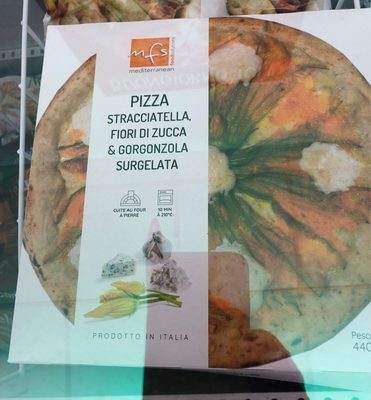 mfs
mediterranean
PIZZA
STRACCIATELLA,
FIORI DI ZUCCA
& GORGONZOLA
SURGELATA
CUITE AU FOUR
À PIERRE
10 MIN
À 210°C
PRODOTTO IN ITALIA
Peso
440